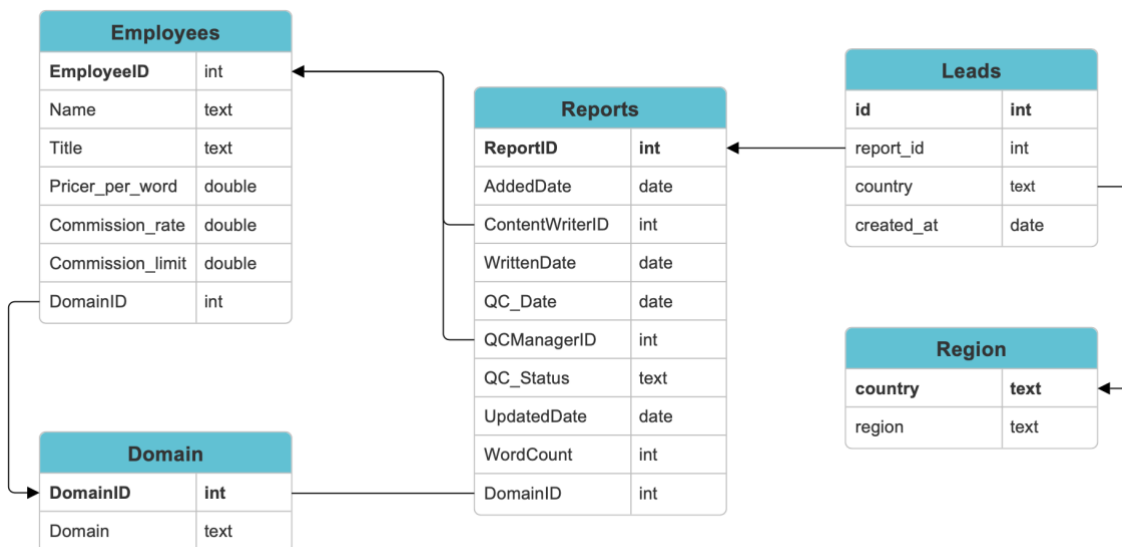 Employees
EmployeeID int
Name text
Title text
Pricer_per_word double
Commission_rate double
Commission_limit double
DomainID int
Domain
DomainID int
Domain text
Reports
ReportID int
AddedDate date
ContentWriterID int
WrittenDate date
QC_Date date
QCManagerID int
QC_Status text
UpdatedDate date
WordCount int
DomainID int
Leads
id int
report_id int
country text
created_at date
Region
country text
region text